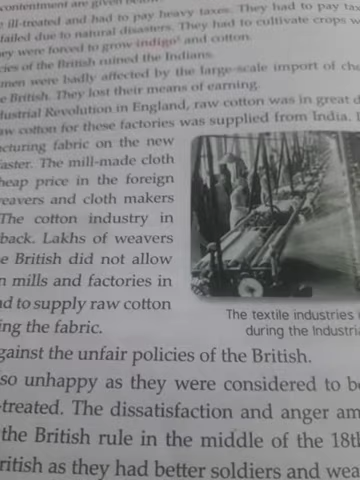 contentment are given below
e ill-treated and had to pay heavy taxes. They had to pay tax
failed due to natural disasters. They had to cultivate crops
ey were forced to grow indigo and cotton.
cies of the British ruined the Indians.
men were badly affected by the large-scale import of
e British. They lost their means of earning.
dustrial Revolution in England, raw cotton was in great d
aw cotton for these factories was supplied from India.
cturing fabric on the new
aster. The mill-made cloth
heap price in the foreign
eavers and cloth makers
The cotton industry in
back. Lakhs of weavers
e British did not allow
n mills and factories in
ad to supply raw cotton
ing the fabric.
The textile industries
during the Industria
gainst the unfair policies of the British.
so unhappy as they were considered to be
-treated. The dissatisfaction and anger am
the British rule in the middle of the 18th
ritish as they had better soldiers and wea